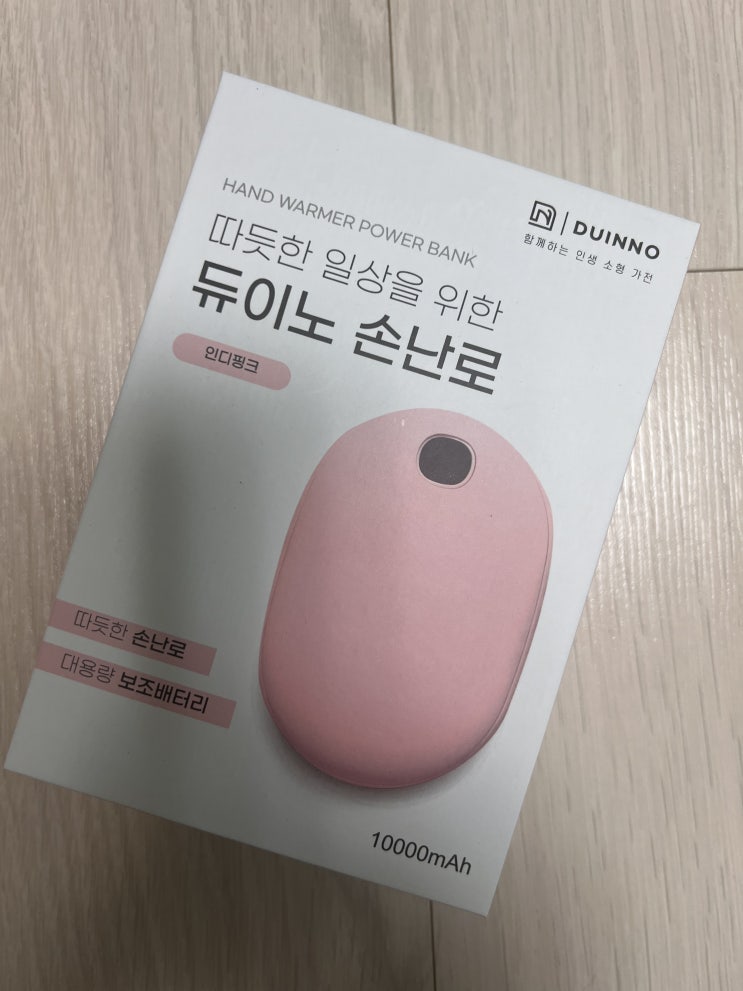 HAND WARMER POWER BANK
DUINNO
함께하는 인생 소형 가전
따듯한 일상을 위한
듀이노 손난로
인디핑크
따듯한 손난로
대용량 보조배터리
10000mAh